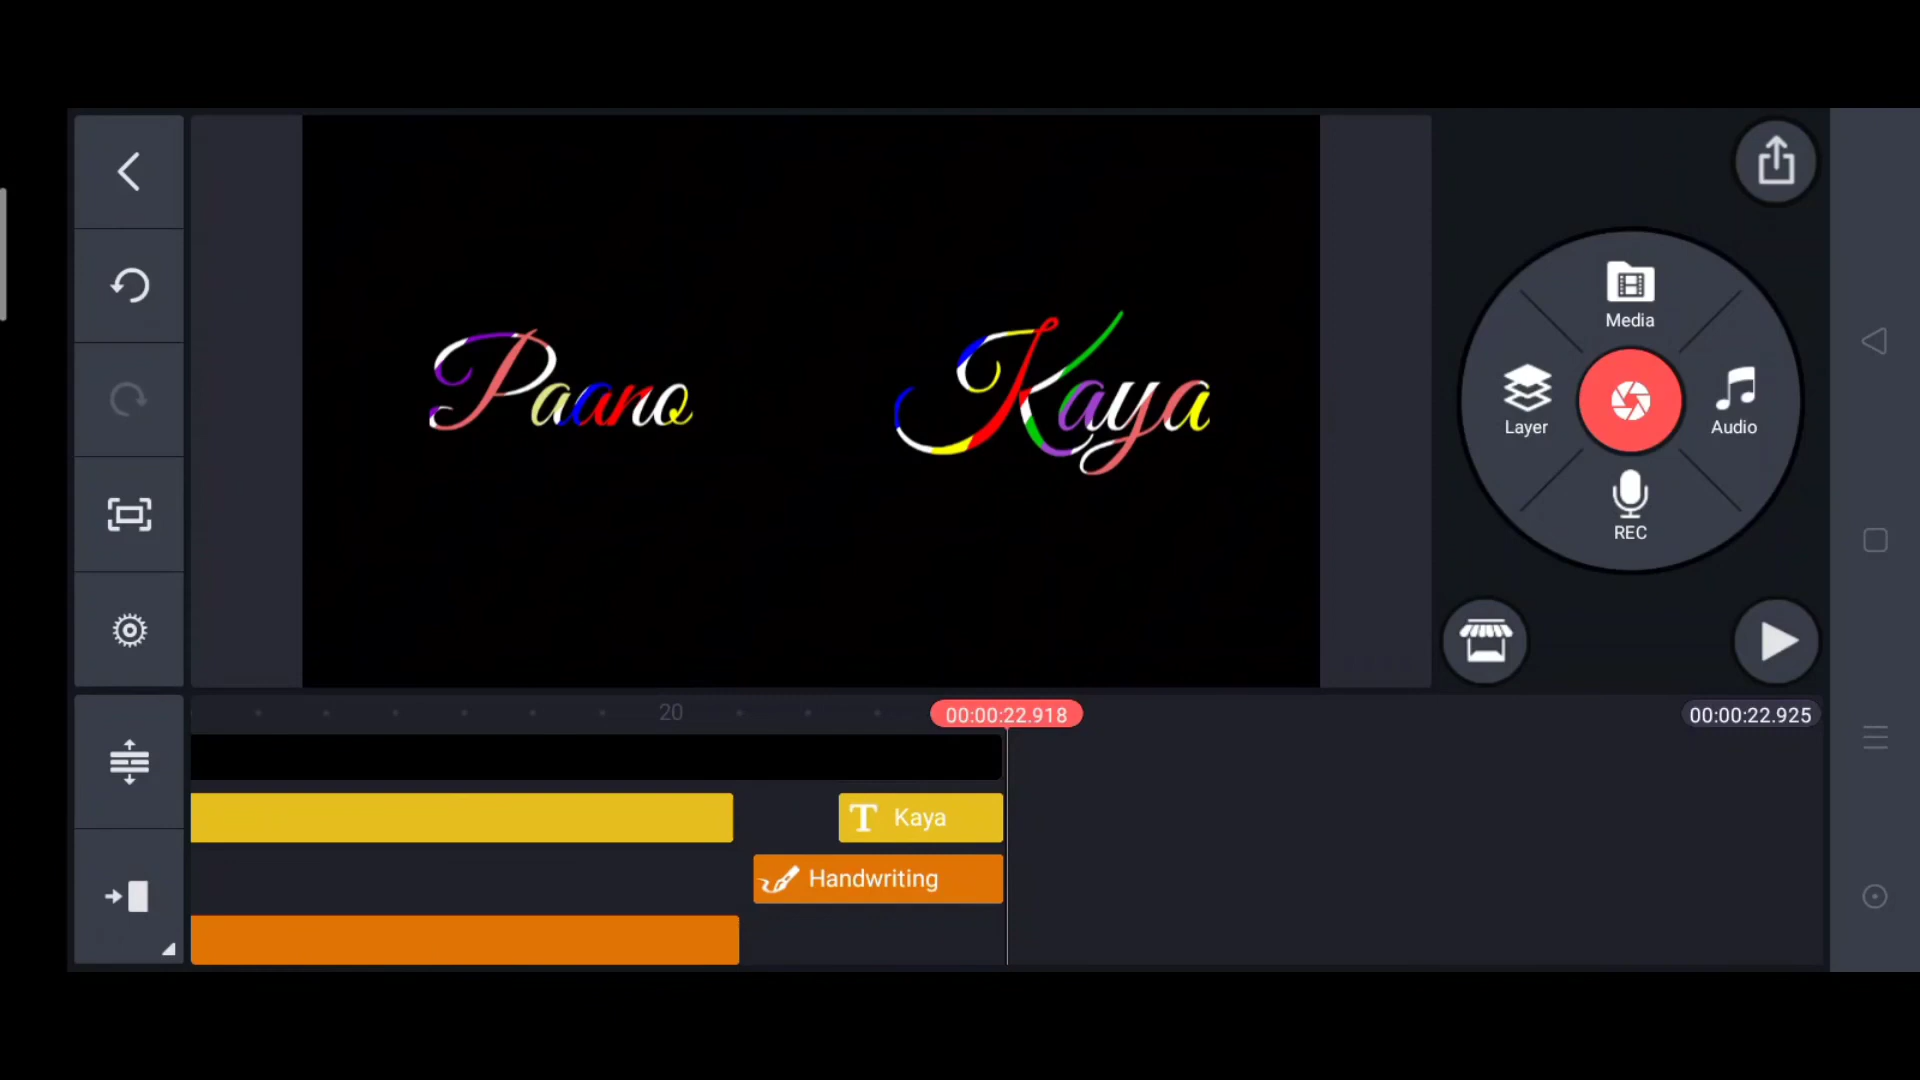 Paano Kaya
Media
Layer
Audio
REC
20
00:00:22.918
00:00:22.925
T Kaya
Handwriting